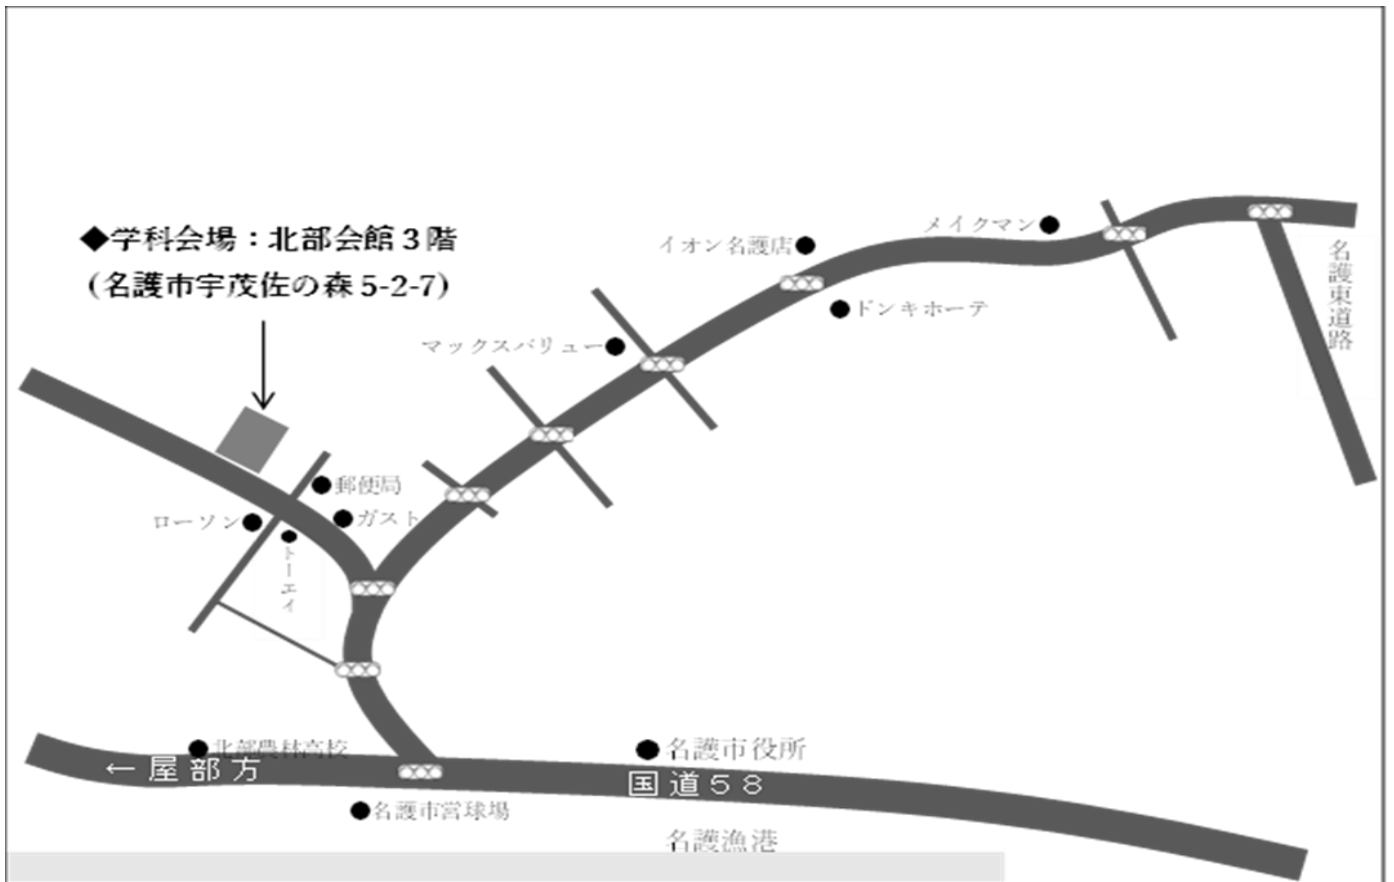 ◆学科会場：北部会館３階
(名護市宇茂佐の森5-2-7)
メイクマン
イオン名護店
ドンキホーテ
名護東道路
マックスバリュー
郵便局
ローソン
ガスト
トーエイ
北部農林高校
名護市役所
←屋部方
国道５８
名護市営球場
名護漁港